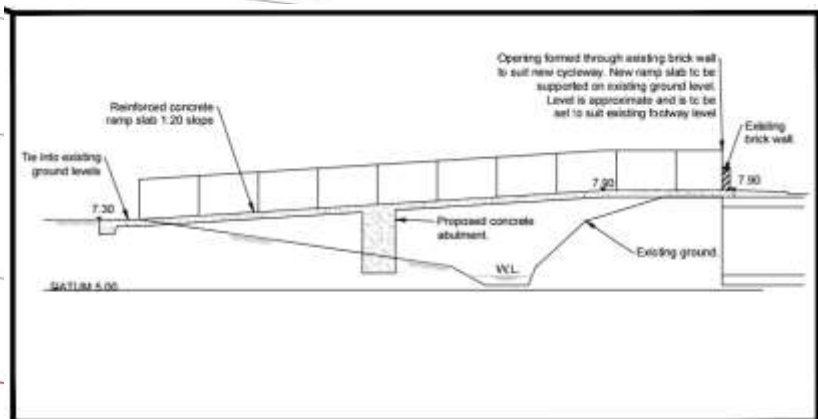 Opening formed through existing brick wall
to suit new cycleway. New ramp slab to be
supported on existing ground level.
Level is approximate and is to be
set to suit existing footway level
Reinforced concrete
ramp slab 1:20 slope
Existing
brick wall.
Tie into existing
ground levels
7.30
7.90
7.90
Proposed concrete
abutment.
Existing ground.
W.L.
DATUM 5.00